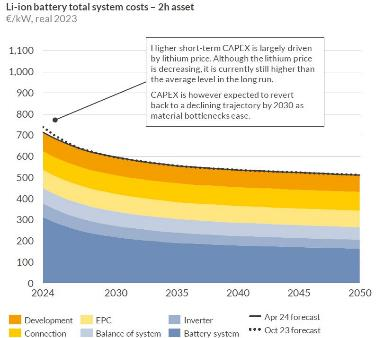 Li-ion battery total system costs – 2h asset
€/kW, real 2023
Higher short-term CAPEX is largely driven
by lithium price. Although the lithium price
is decreasing, it is currently still higher than
the average level in the long run.
CAPEX is however expected to revert
back to a declining trajectory by 2030 as
material bottlenecks ease.
1,100
1,000
900
800
700
600
500
400
300
200
100
0
2024 2030 2035 2040 2045 2050
Development EPC Inverter Apr 24 forecast
Connection Balance of system Battery system Oct 23 forecast